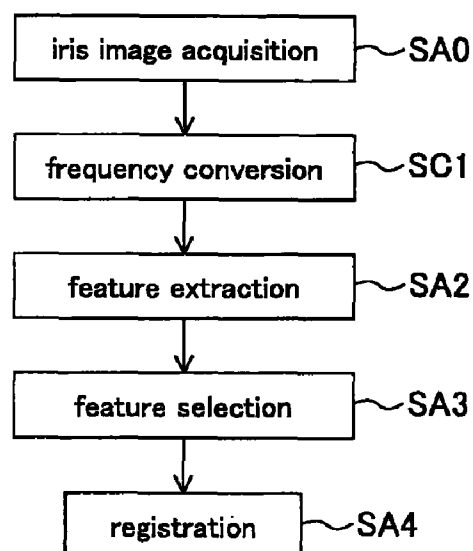 iris image acquisition SA0
frequency conversion SC1
feature extraction SA2
feature selection SA3
registration SA4